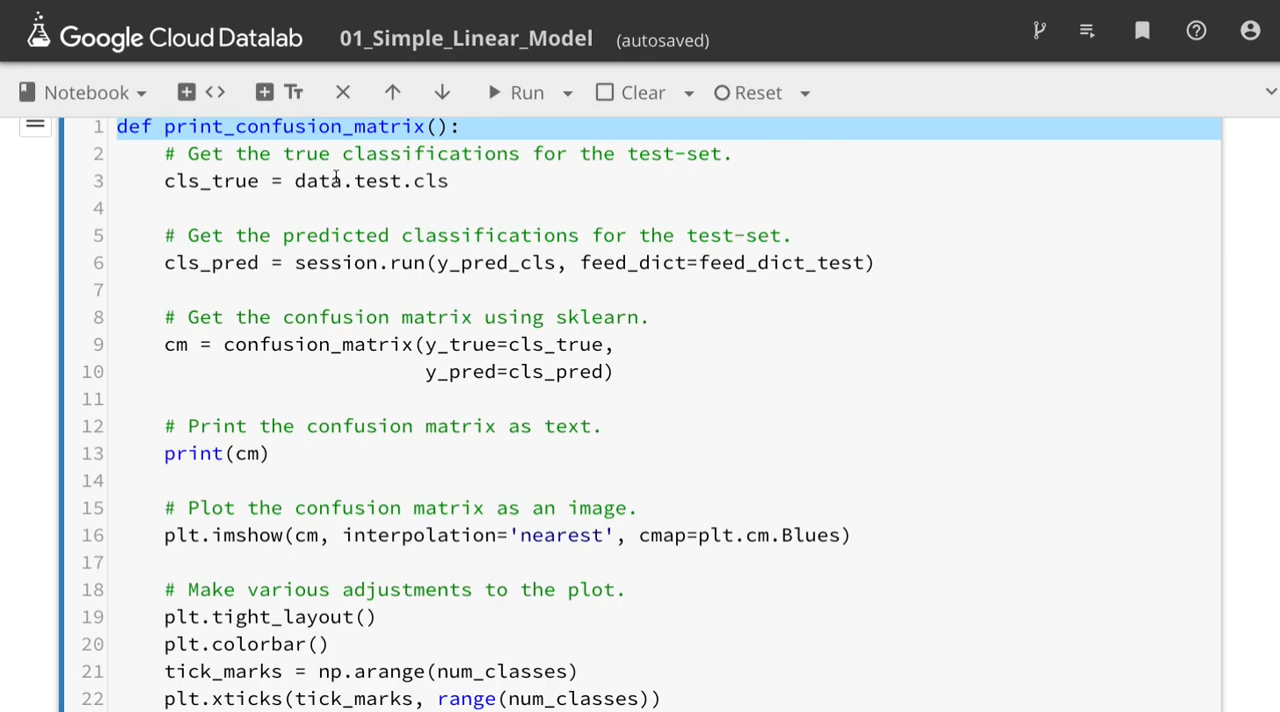 Google Cloud Datalab 01_Simple_Linear_Model (autosaved)
Notebook Run Clear Reset
1 def print_confusion_matrix():
2 # Get the true classifications for the test-set.
3 cls_true = data.test.cls
4
5 # Get the predicted classifications for the test-set.
6 cls_pred = session.run(y_pred_cls, feed_dict=feed_dict_test)
7
8 # Get the confusion matrix using sklearn.
9 cm = confusion_matrix(y_true=cls_true,
10 y_pred=cls_pred)
11
12 # Print the confusion matrix as text.
13 print(cm)
14
15 # Plot the confusion matrix as an image.
16 plt.imshow(cm, interpolation='nearest', cmap=plt.cm.Blues)
17
18 # Make various adjustments to the plot.
19 plt.tight_layout()
20 plt.colorbar()
21 tick_marks = np.arange(num_classes)
22 plt.xticks(tick_marks, range(num_classes))